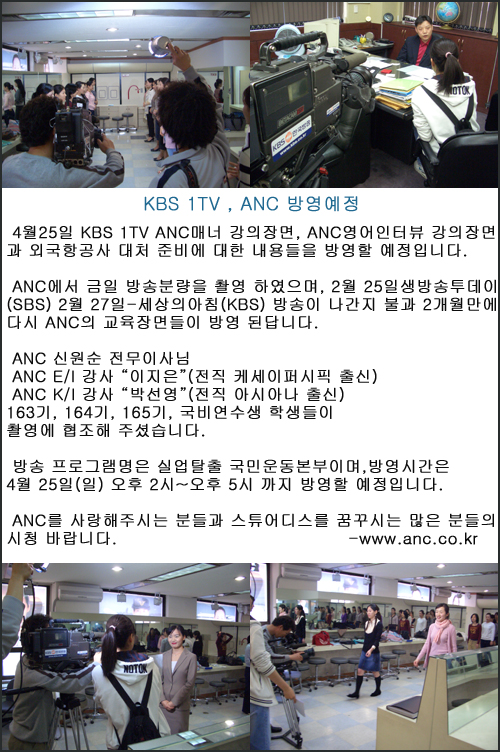 NOTOK
KBS한국방송
KBS 1TV , ANC 방영예정
4월25일 KBS 1TV ANC매너 강의장면, ANC영어인터뷰 강의장면
과 외국항공사 대처 준비에 대한 내용들을 방영할 예정입니다.
ANC에서 금일 방송분량을 촬영 하였으며, 2월 25일생방송투데이
(SBS) 2월 27일-세상의아침(KBS) 방송이 나간지 불과 2개월만에
다시 ANC의 교육장면들이 방영 된답니다.
ANC 신원순 전무이사님
ANC E/I 강사 "이지은"(전직 케세이퍼시픽 출신)
ANC K/I 강사 "박선영"(전직 아시아나 출신)
163기, 164기, 165기, 국비연수생 학생들이
촬영에 협조해 주셨습니다.
방송 프로그램명은 실업탈출 국민운동본부이며,방영시간은
4월 25일(일) 오후 2시~오후 5시 까지 방영할 예정입니다.
ANC를 사랑해주시는 분들과 스튜어디스를 꿈꾸시는 많은 분들의
시청 바랍니다. -www.anc.co.kr
NOTOK